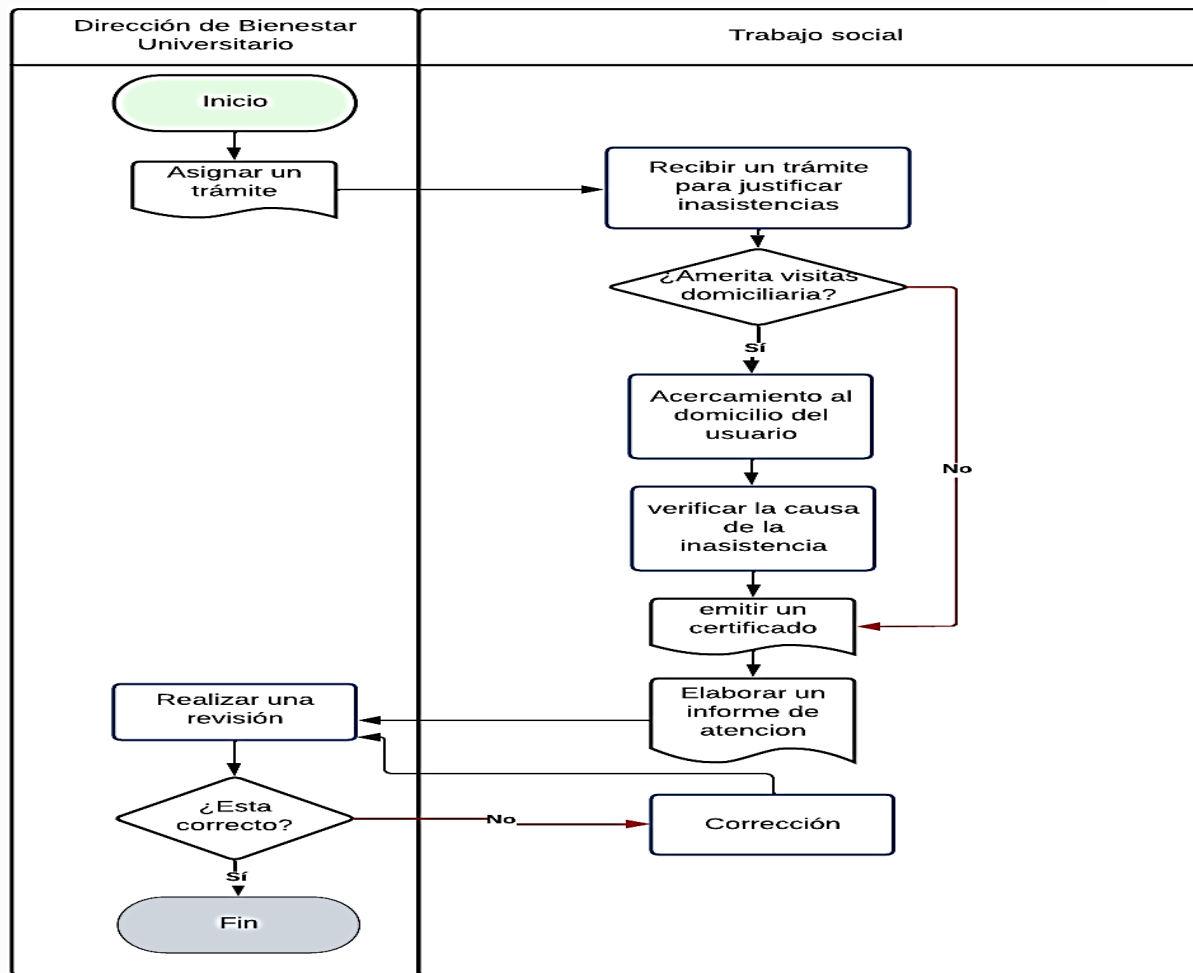 Dirección de Bienestar
Universitario
Trabajo social
Inicio
Asignar un
trámite
Recibir un trámite
para justificar
inasistencias
¿Amerita visitas
domiciliaria?
Sí
No
Acercamiento al
domicilio del
usuario
verificar la causa
de la
inasistencia
emitir un
certificado
Elaborar un
informe de
atencion
Realizar una
revisión
¿Esta
correcto?
No
Corrección
Sí
Fin